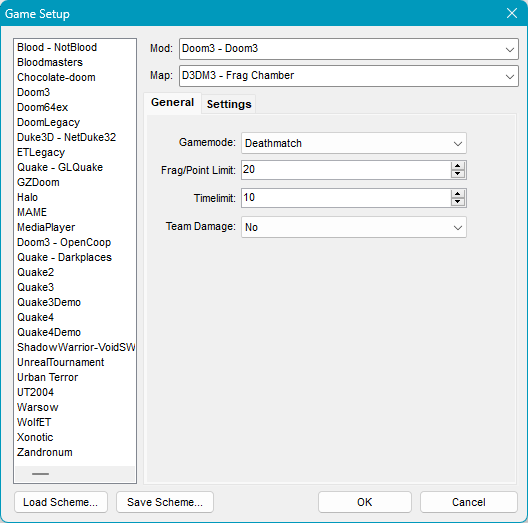 Game Setup
Blood - NotBlood
Bloodmasters
Chocolate-doom
Doom3
Doom64ex
DoomLegacy
Duke3D - NetDuke32
ETLegacy
Quake - GLQuake
GZDoom
Halo
MAME
MediaPlayer
Doom3 - OpenCoop
Quake - Darkplaces
Quake2
Quake3
Quake3Demo
Quake4
Quake4Demo
ShadowWarrior-VoidSW
UnrealTournament
Urban Terror
UT2004
Warsow
WolfET
Xonotic
Zandronum
Mod: Doom3 - Doom3
Map: D3DM3 - Frag Chamber
General Settings
Gamemode: Deathmatch
Frag/Point Limit: 20
Timelimit: 10
Team Damage: No
Load Scheme... Save Scheme... OK Cancel